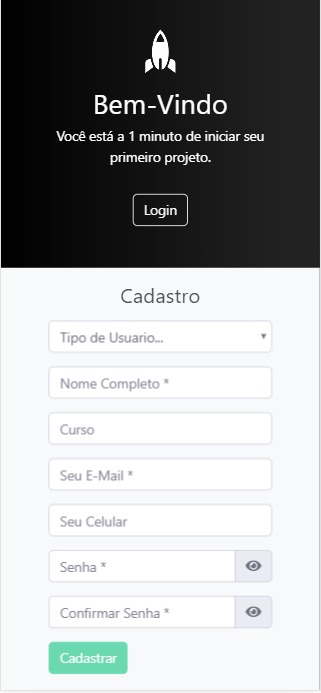 Bem-Vindo
Você está a 1 minuto de iniciar seu
primeiro projeto.
Login
Cadastro
Tipo de Usuario...
Nome Completo *
Curso
Seu E-Mail *
Seu Celular
Senha *
Confirmar Senha *
Cadastrar